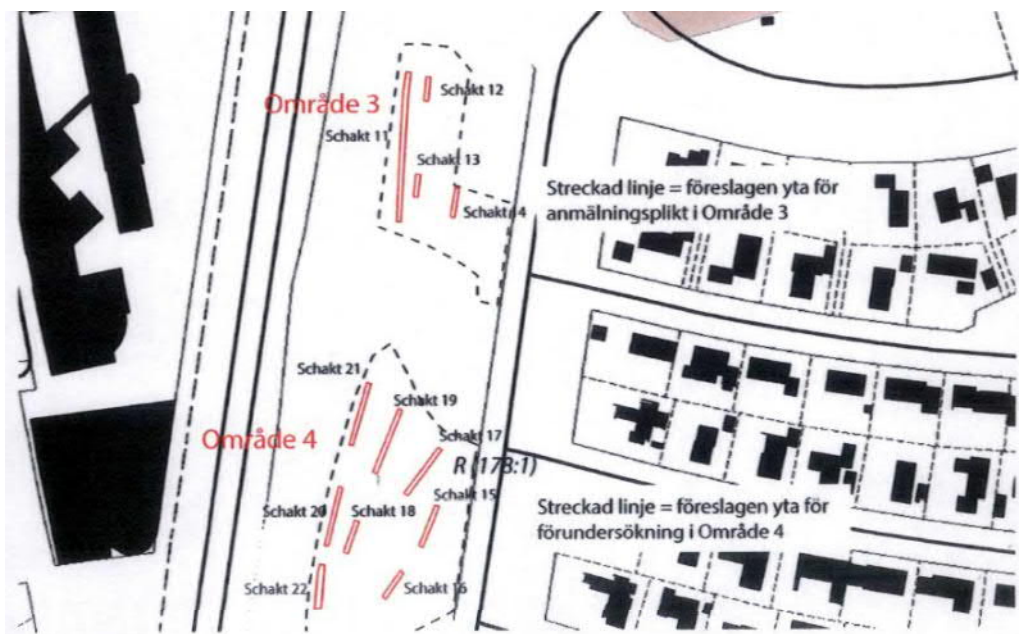 Område 3
Schakt 12
Schakt 11
Schakt 13
Schakt 14
Streckad linje = föreslagen yta för
anmälningsplikt i Område 3
Schakt 21
Schakt 19
Område 4
Schakt 17
R (178:1)
Schakt 15
Schakt 20
Schakt 18
Streckad linje = föreslagen yta för
förundersökning i Område 4
Schakt 22
Schakt 16